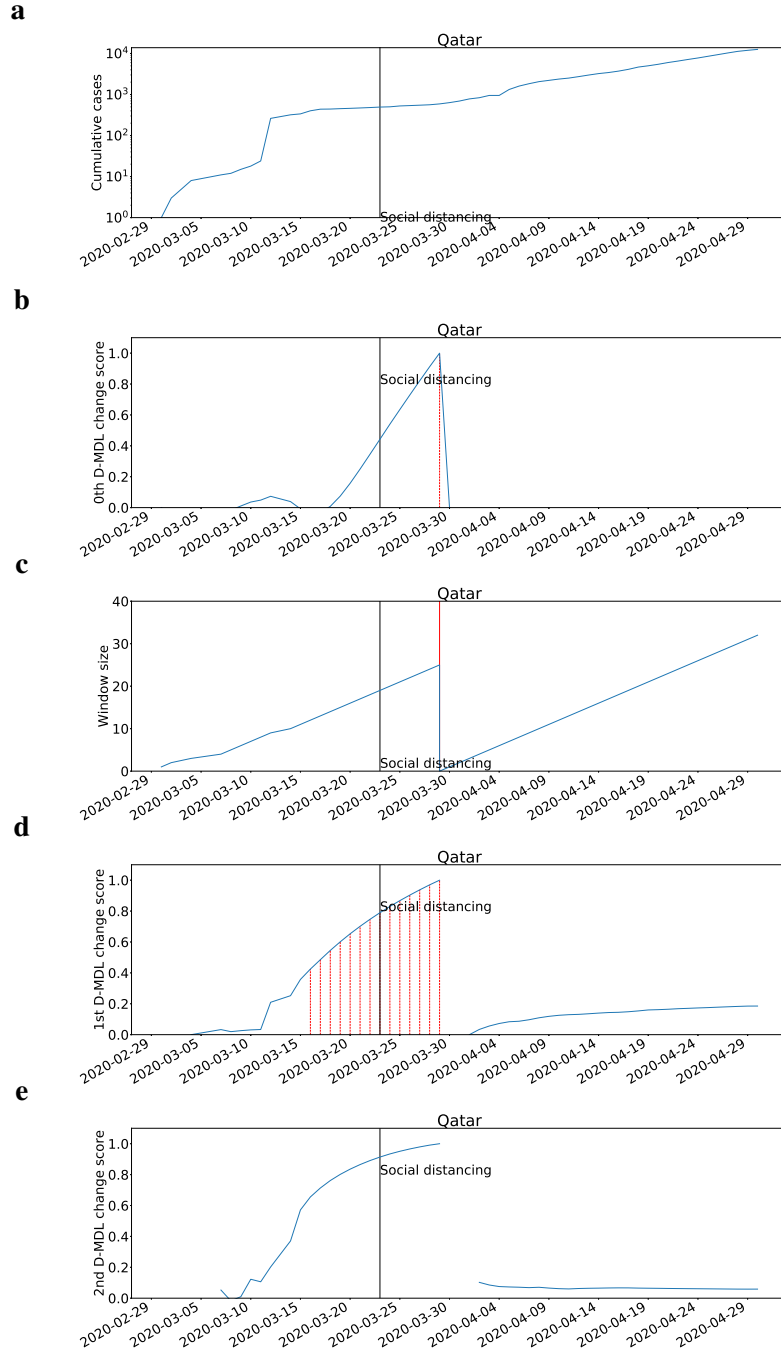 a
Qatar
Cumulative cases
10^4
10^3
10^2
10^1
10^0
Social distancing
2020-02-29 2020-03-05 2020-03-10 2020-03-15 2020-03-20 2020-03-25 2020-03-30 2020-04-04 2020-04-09 2020-04-14 2020-04-19 2020-04-24 2020-04-29
b
Qatar
0th D-MDL change score
1.0
0.8
0.6
0.4
0.2
0.0
Social distancing
2020-02-29 2020-03-05 2020-03-10 2020-03-15 2020-03-20 2020-03-25 2020-03-30 2020-04-04 2020-04-09 2020-04-14 2020-04-19 2020-04-24 2020-04-29
c
Qatar
Window size
40
30
20
10
0
Social distancing
2020-02-29 2020-03-05 2020-03-10 2020-03-15 2020-03-20 2020-03-25 2020-03-30 2020-04-04 2020-04-09 2020-04-14 2020-04-19 2020-04-24 2020-04-29
d
Qatar
1st D-MDL change score
1.0
0.8
0.6
0.4
0.2
0.0
Social distancing
2020-02-29 2020-03-05 2020-03-10 2020-03-15 2020-03-20 2020-03-25 2020-03-30 2020-04-04 2020-04-09 2020-04-14 2020-04-19 2020-04-24 2020-04-29
e
Qatar
2nd D-MDL change score
1.0
0.8
0.6
0.4
0.2
0.0
Social distancing
2020-02-29 2020-03-05 2020-03-10 2020-03-15 2020-03-20 2020-03-25 2020-03-30 2020-04-04 2020-04-09 2020-04-14 2020-04-19 2020-04-24 2020-04-29